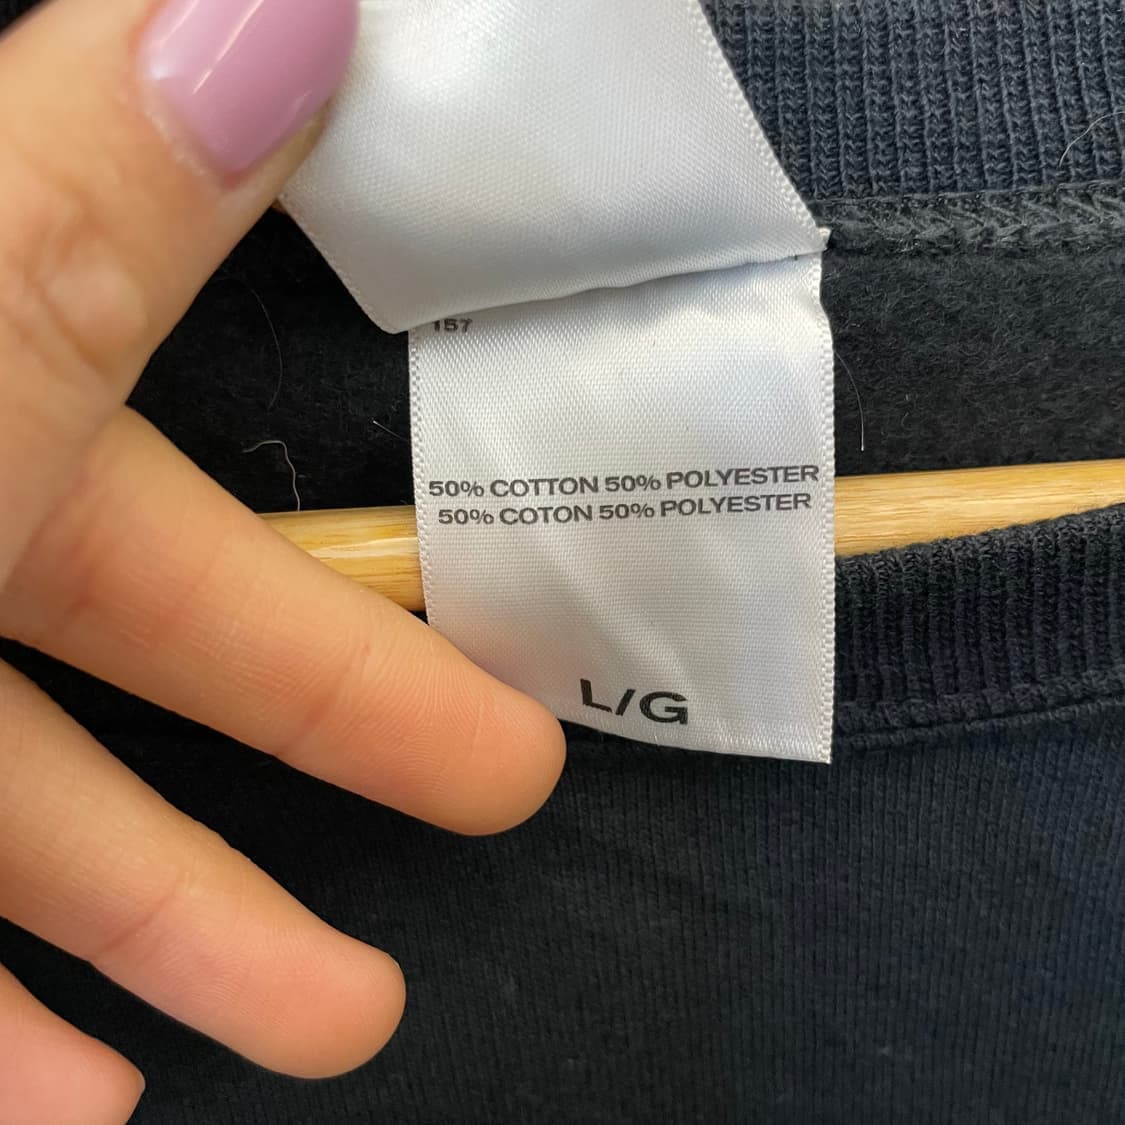 157
50% COTTON 50% POLYESTER
50% COTON 50% POLYESTER
L/G